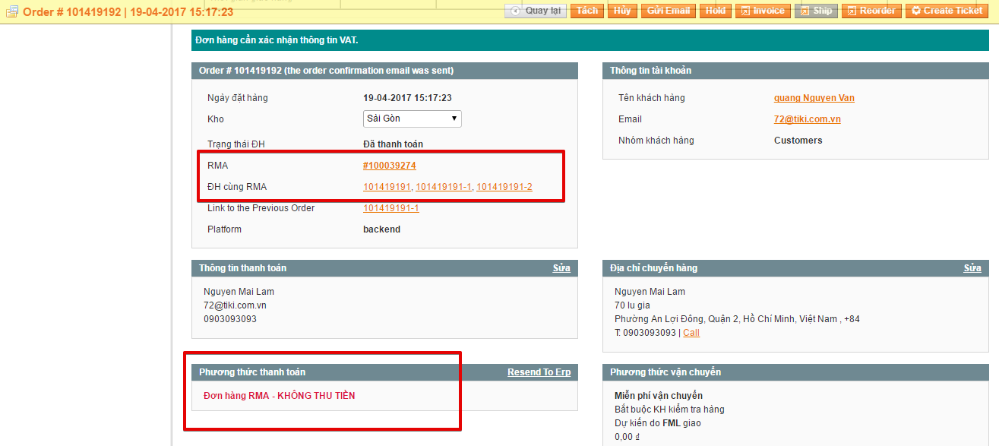 Order # 101419192 | 19-04-2017 15:17:23
Quay lại Tách Hủy Gửi Email Hold Invoice Ship Reorder Create Ticket
Đơn hàng cần xác nhận thông tin VAT.
Order # 101419192 (the order confirmation email was sent)
Ngày đặt hàng 19-04-2017 15:17:23
Kho Sài Gòn
Trạng thái ĐH Đã thanh toán
RMA #100039274
ĐH cùng RMA 101419191, 101419191-1, 101419191-2
Link to the Previous Order 101419191-1
Platform backend
Thông tin tài khoản
Tên khách hàng quang Nguyen Van
Email 72@tiki.com.vn
Nhóm khách hàng Customers
Thông tin thanh toán Sửa
Nguyen Mai Lam
72@tiki.com.vn
0903093093
Địa chỉ chuyển hàng Sửa
Nguyen Mai Lam
70 lu gia
Phường An Lợi Đông, Quận 2, Hồ Chí Minh, Việt Nam , +84
T: 0903093093 | Call
Phương thức thanh toán Resend To Erp
Đơn hàng RMA - KHÔNG THU TIỀN
Phương thức vận chuyển
Miễn phí vận chuyển
Bắt buộc KH kiểm tra hàng
Dự kiến do FML giao
0,00 ₫